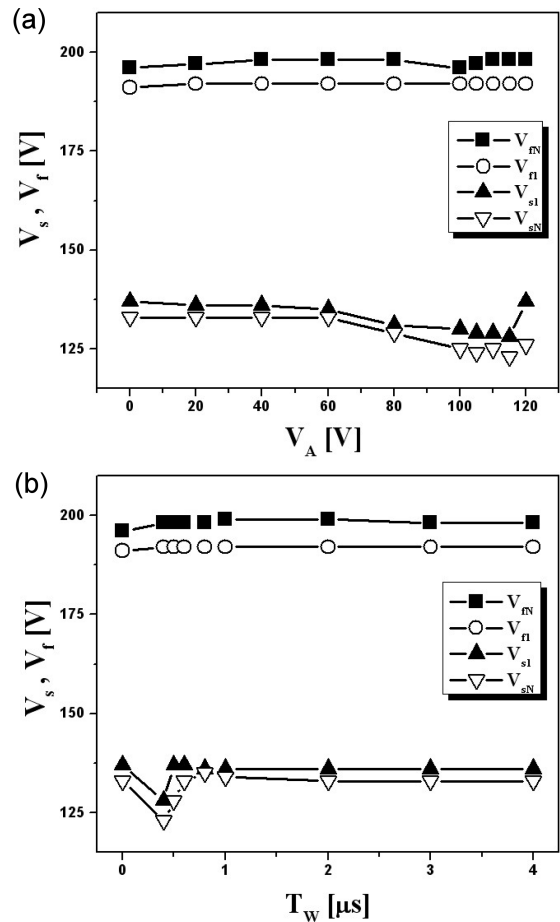 (a)
200
175
150
125
V_s , V_f [V]
V_fN
V_f1
V_s1
V_sN
0 20 40 60 80 100 120
V_A [V]
(b)
200
175
150
125
V_s , V_f [V]
V_fN
V_f1
V_s1
V_sN
0 1 2 3 4
T_W [μs]